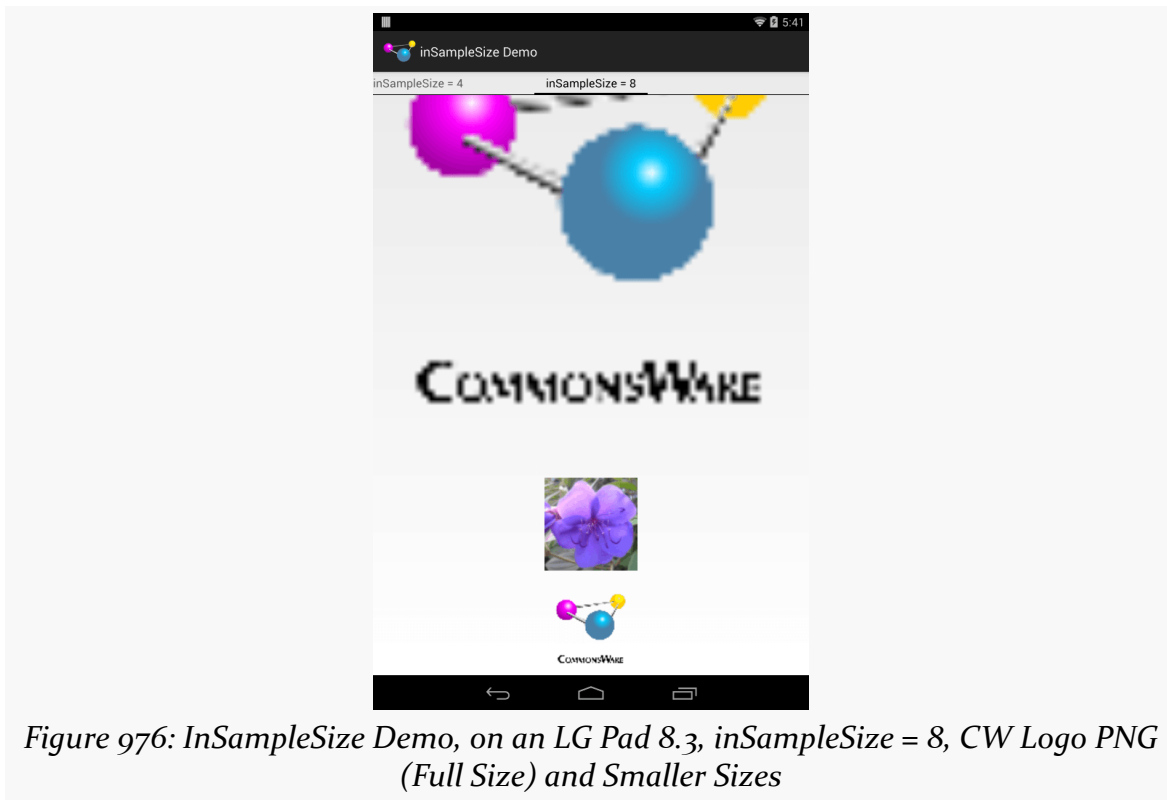 5:41
inSampleSize Demo
inSampleSize = 4 inSampleSize = 8
COMMONSWARE
COMMONSWARE
Figure 976: InSampleSize Demo, on an LG Pad 8.3, inSampleSize = 8, CW Logo PNG
(Full Size) and Smaller Sizes